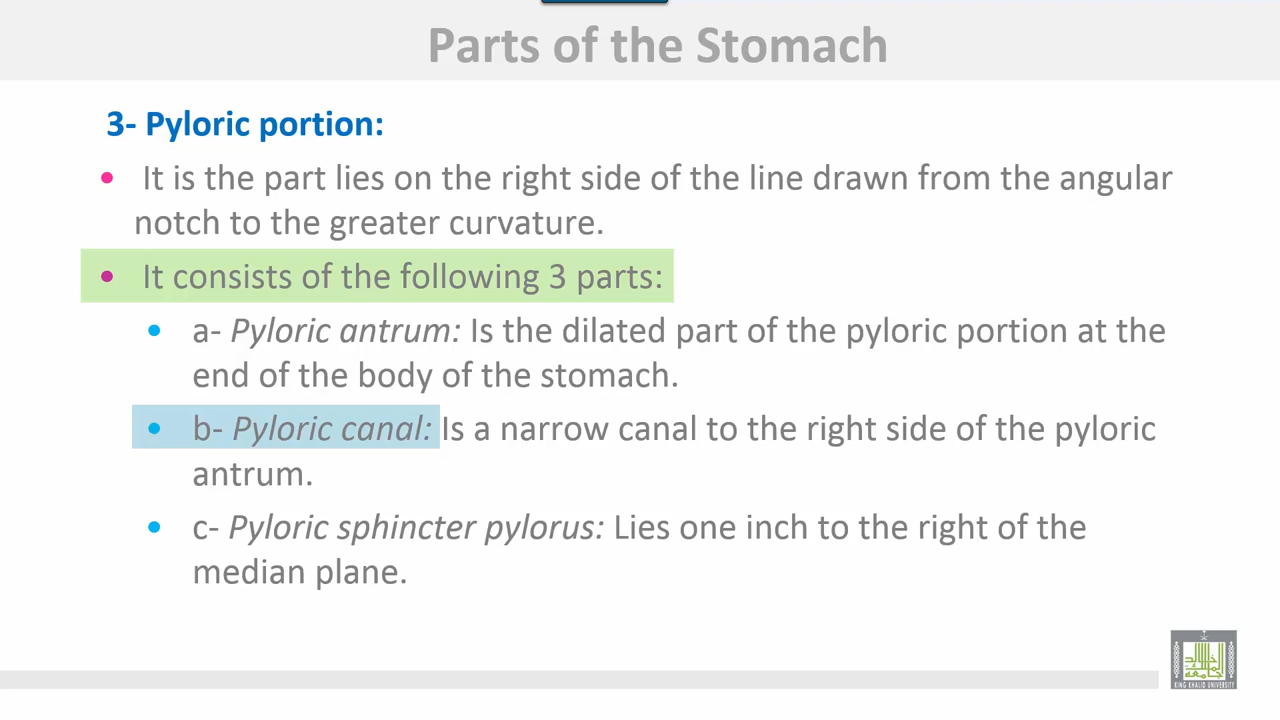 Parts of the Stomach
3- Pyloric portion:
• It is the part lies on the right side of the line drawn from the angular
notch to the greater curvature.
• It consists of the following 3 parts:
• a- Pyloric antrum: Is the dilated part of the pyloric portion at the
end of the body of the stomach.
• b- Pyloric canal: Is a narrow canal to the right side of the pyloric
antrum.
• c- Pyloric sphincter pylorus: Lies one inch to the right of the
median plane.
KING KHALID UNIVERSITY